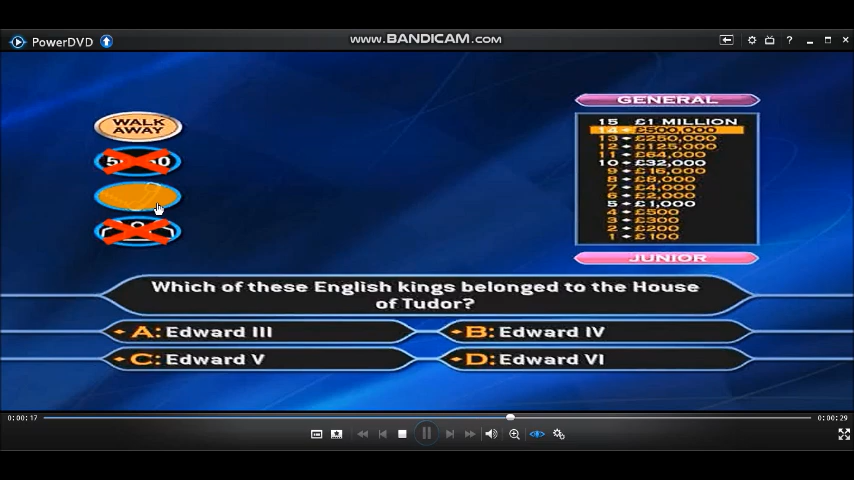 PowerDVD
www.BANDICAM.com
?
WALK
AWAY
GENERAL
15 £1 MILLION
14 £500,000
13 £250,000
12 £125,000
11 £64,000
10 £32,000
9 £16,000
8 £8,000
7 £4,000
6 £2,000
5 £1,000
4 £500
3 £300
2 £200
1 £100
JUNIOR
Which of these English kings belonged to the House
of Tudor?
A: Edward III
B: Edward IV
C: Edward V
D: Edward VI
0:00:17
0:00:29